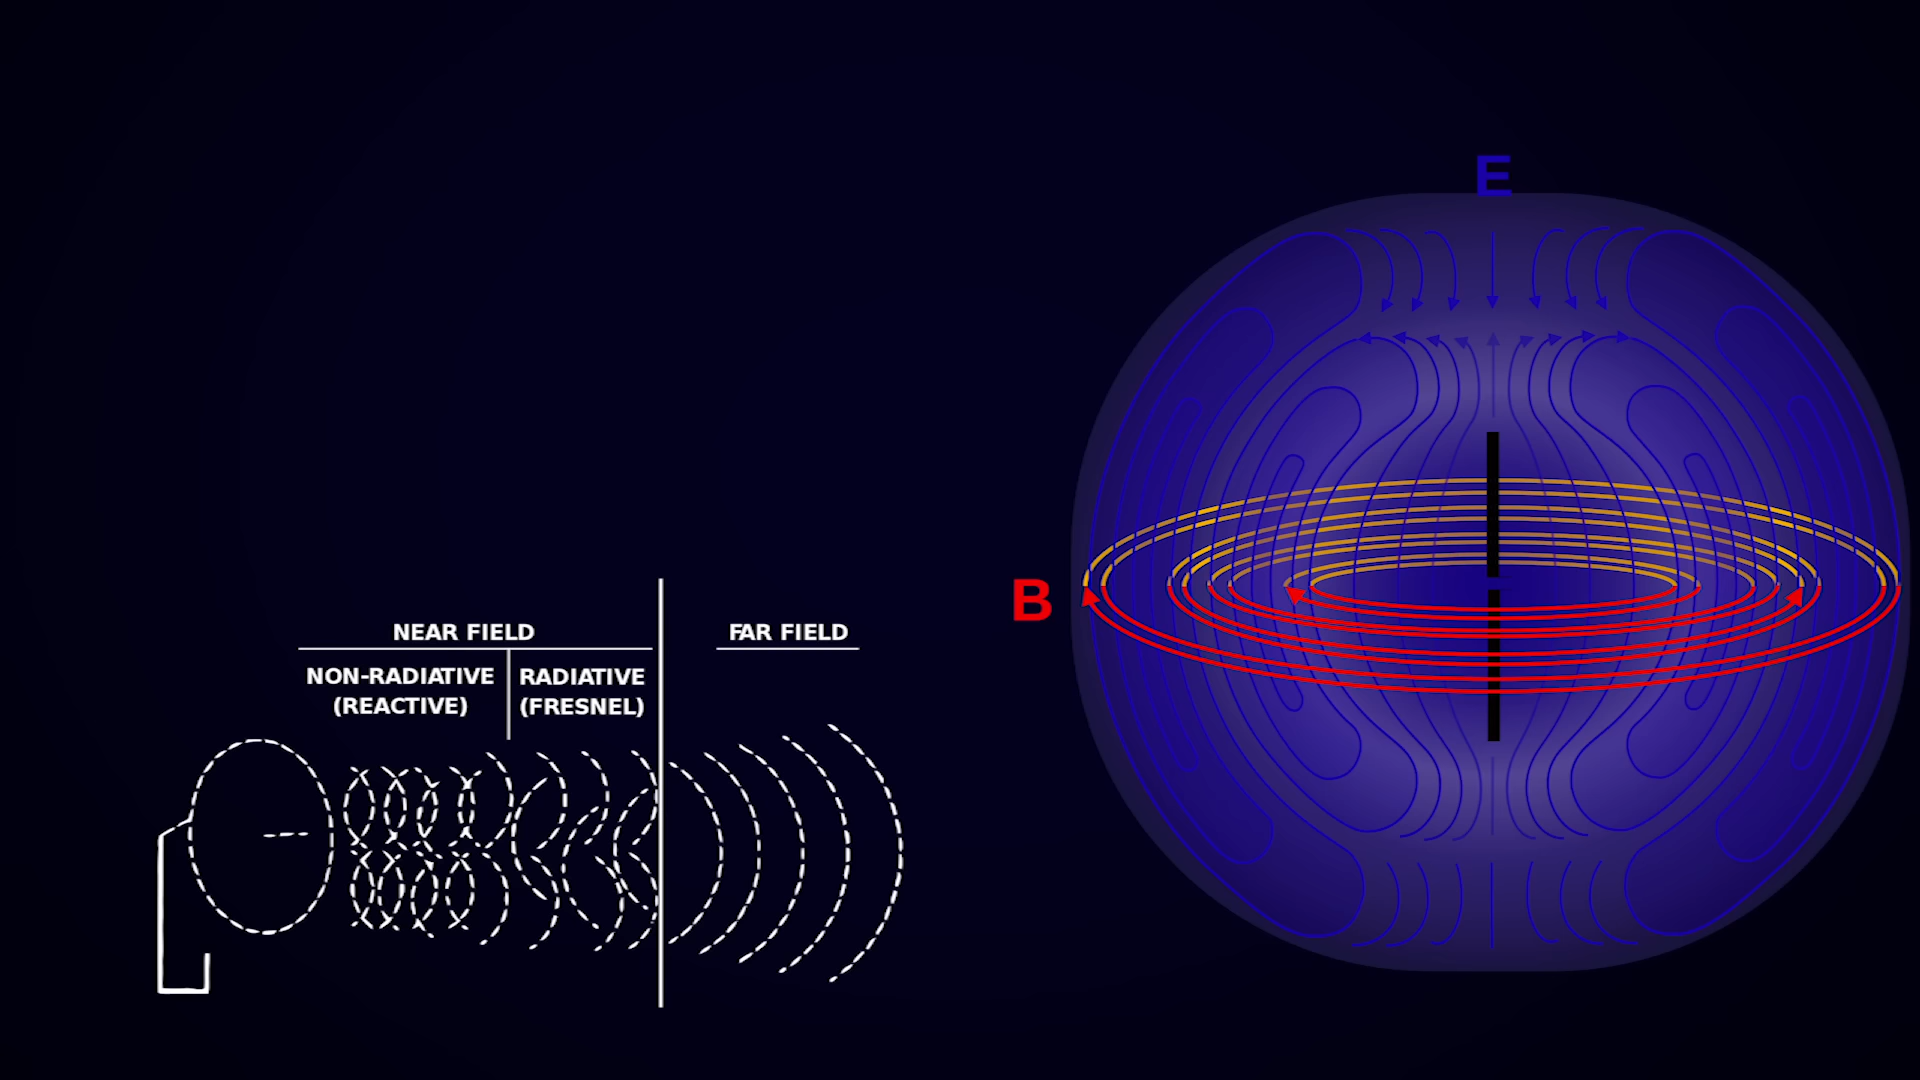 E
B
NEAR FIELD
FAR FIELD
NON-RADIATIVE
(REACTIVE)
RADIATIVE
(FRESNEL)